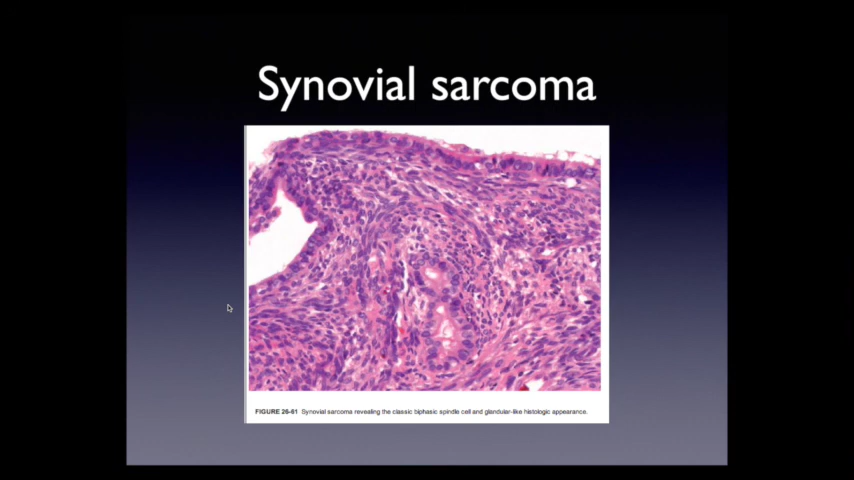 Synovial sarcoma
FIGURE 26-61 Synovial sarcoma revealing the classic biphasic spindle cell and glandular-like histologic appearance.